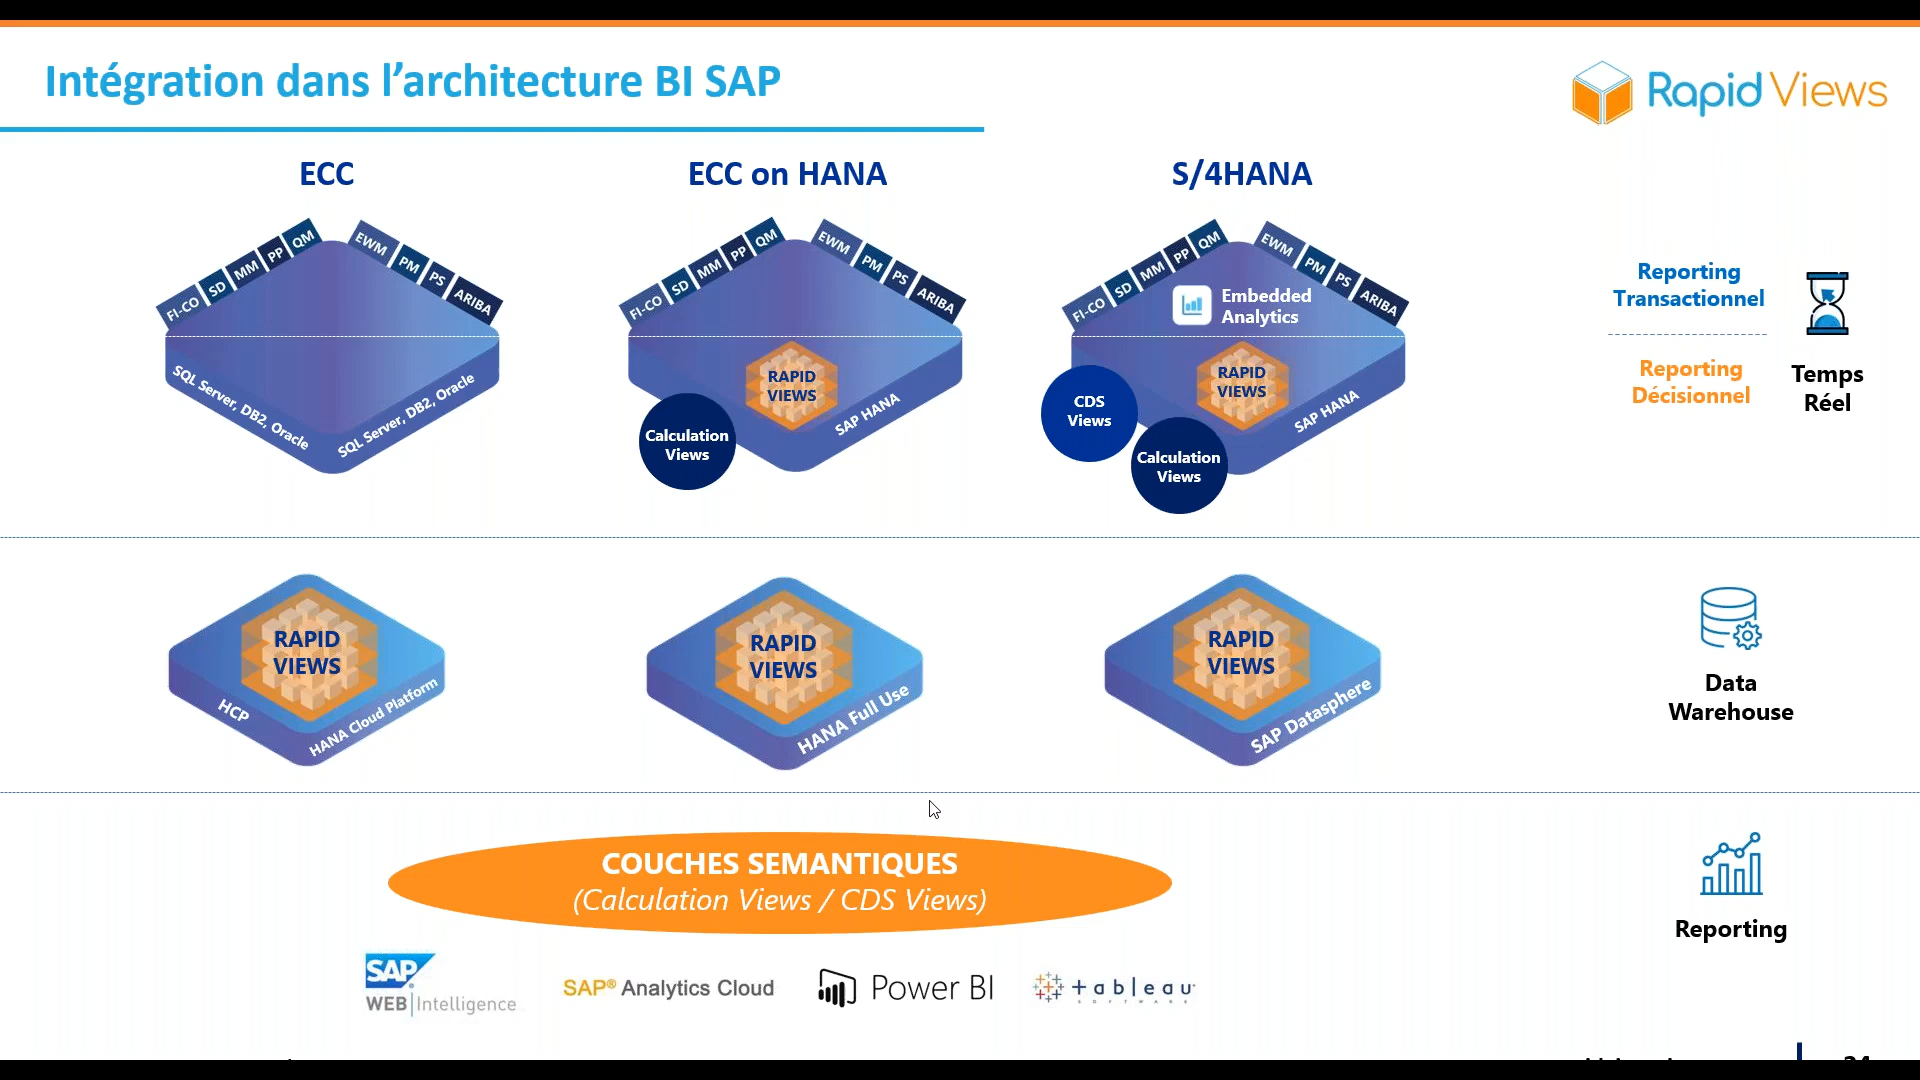 Intégration dans l’architecture BI SAP
Rapid Views
ECC
ECC on HANA
S/4HANA
FI-CO SD MM PP QM EWM PM PS ARIBA
SQL Server, DB2, Oracle
SQL Server, DB2, Oracle
FI-CO SD MM PP QM EWM PM PS ARIBA
RAPID
VIEWS
Calculation
Views
SAP HANA
FI-CO SD MM PP QM EWM PM PS ARIBA
Embedded
Analytics
RAPID
VIEWS
CDS
Views
Calculation
Views
SAP HANA
Reporting
Transactionnel
Reporting
Décisionnel
Temps
Réel
RAPID
VIEWS
HCP
HANA Cloud Platform
RAPID
VIEWS
HANA Full Use
RAPID
VIEWS
SAP Datasphere
Data
Warehouse
COUCHES SEMANTIQUES
(Calculation Views / CDS Views)
Reporting
SAP
WEB Intelligence
SAP® Analytics Cloud
Power BI
+ableau
SOFTWARE